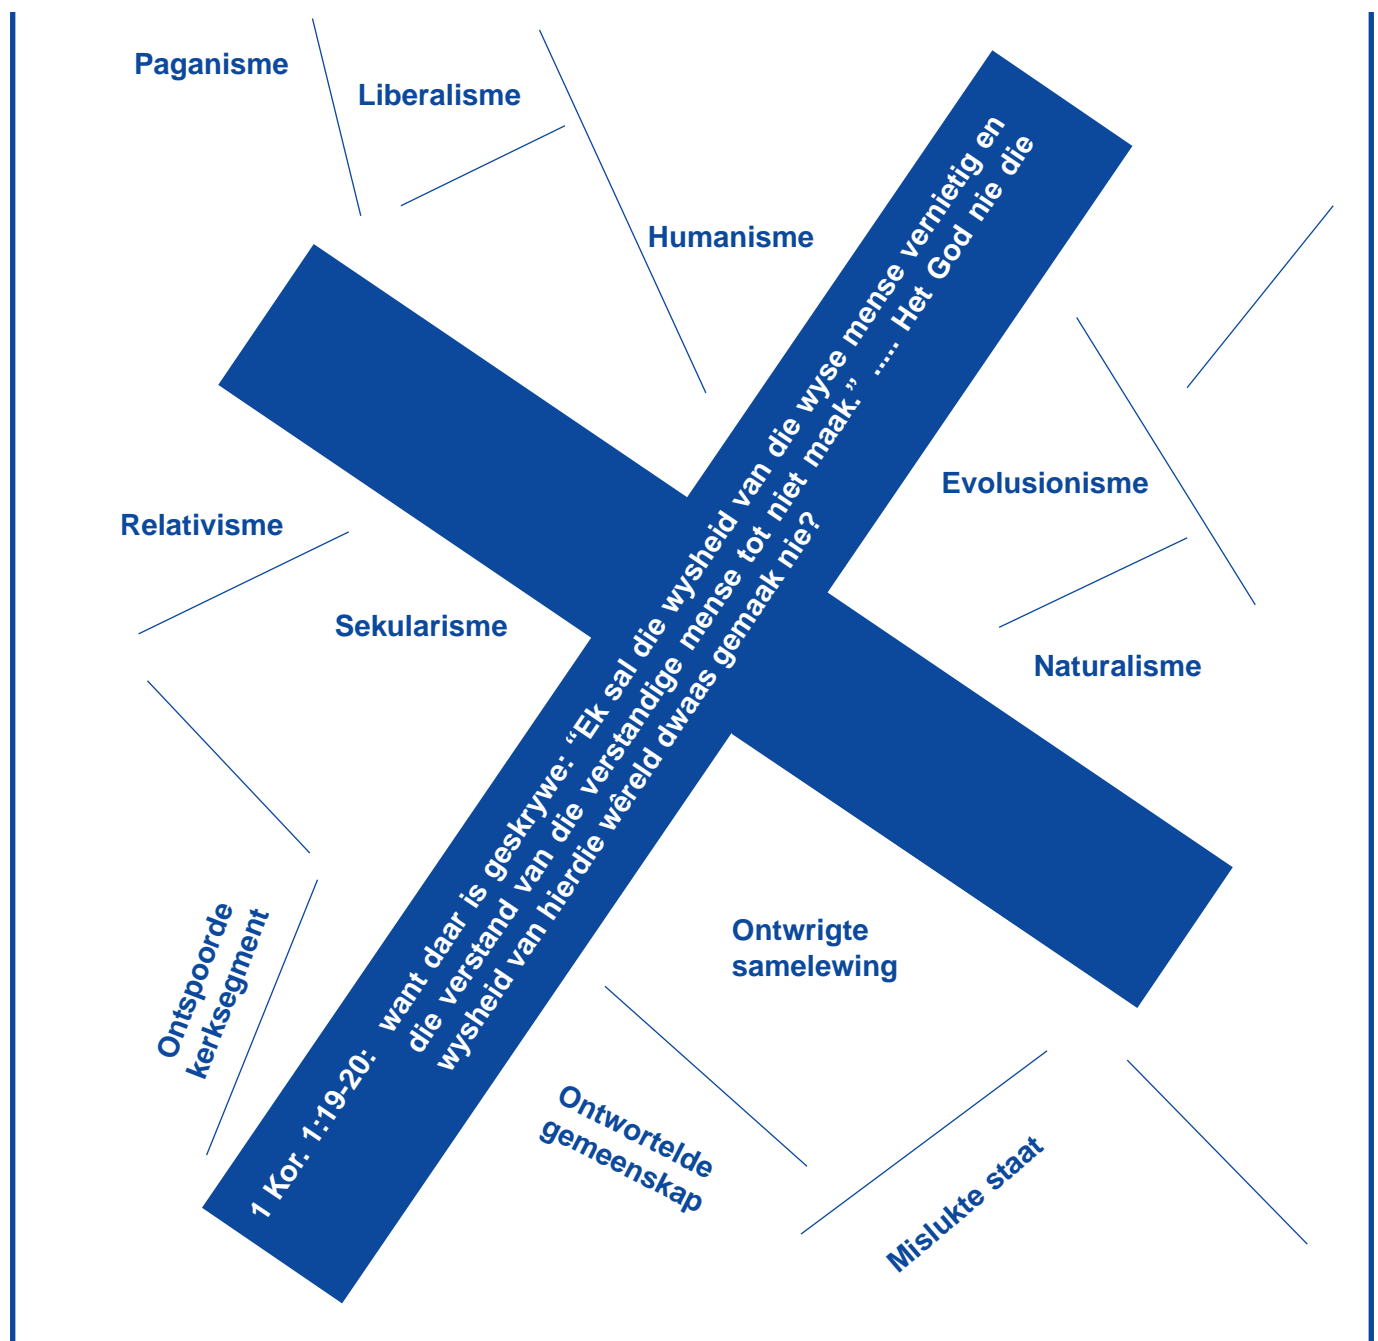 Paganisme
Liberalisme
Humanisme
Evolusionisme
Relativisme
Sekularisme
Naturalisme
1 Kor. 1:19-20: want daar is geskrywe: “Ek sal die wysheid van die wyse mense vernietig en
die verstand van die verstandige mense tot niet maak.” ..... Het God nie die
wysheid van hierdie wêreld dwaas gemaak nie?
Ontspoorde
kerksegment
Ontwrigte
samelewing
Ontwortelde
gemeenskap
Mislukte staat